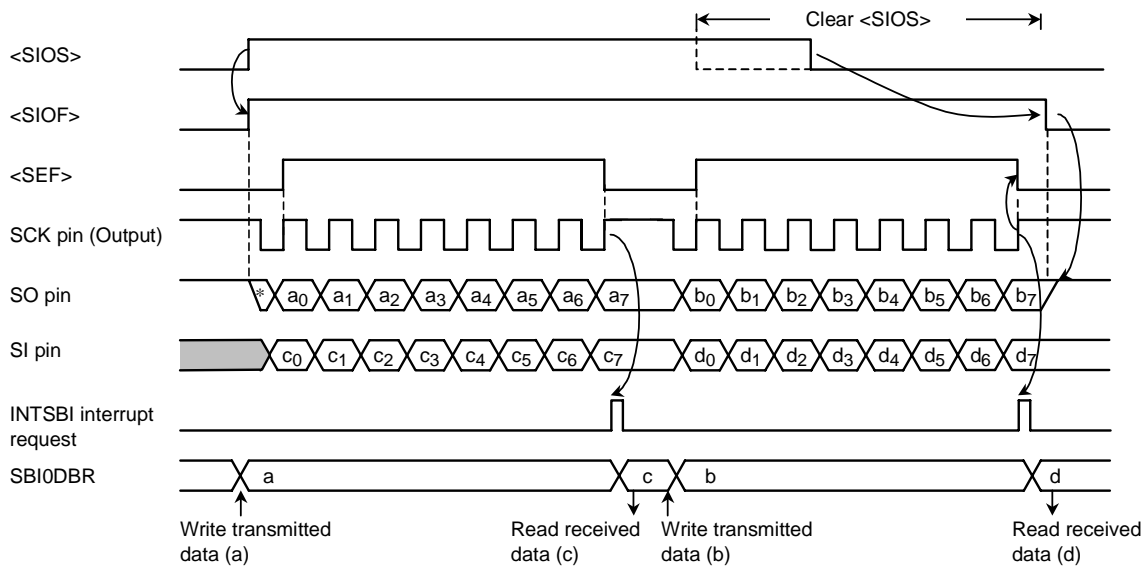 Clear <SIOS>
<SIOS>
<SIOF>
<SEF>
SCK pin (Output)
SO pin
* a0 a1 a2 a3 a4 a5 a6 a7 b0 b1 b2 b3 b4 b5 b6 b7
SI pin
c0 c1 c2 c3 c4 c5 c6 c7 d0 d1 d2 d3 d4 d5 d6 d7
INTSBI interrupt
request
SBI0DBR
a c b d
Write transmitted
data (a)
Read received
data (c)
Write transmitted
data (b)
Read received
data (d)